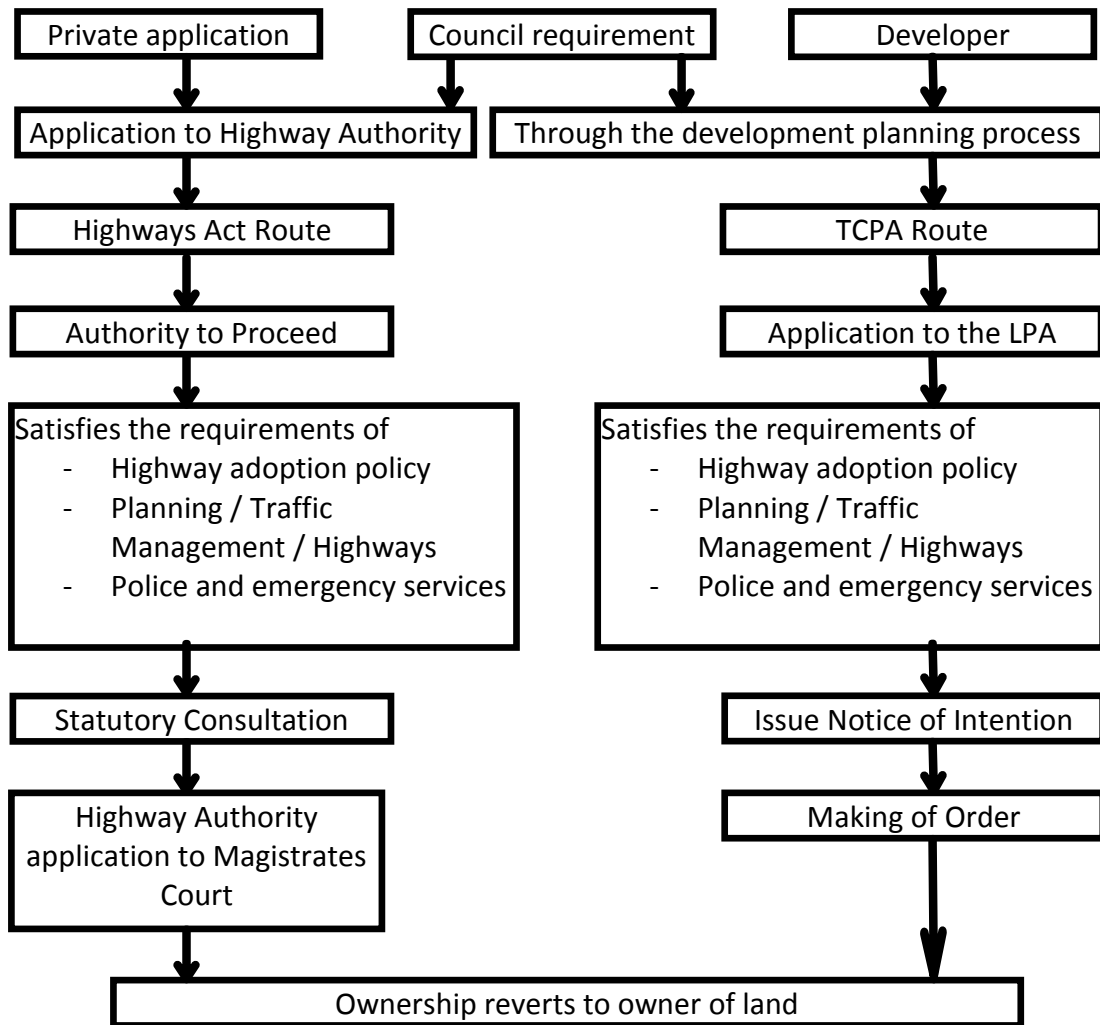 Private application
Council requirement
Developer
Application to Highway Authority
Through the development planning process
Highways Act Route
TCPA Route
Authority to Proceed
Application to the LPA
Satisfies the requirements of
- Highway adoption policy
- Planning / Traffic
Management / Highways
- Police and emergency services
Satisfies the requirements of
- Highway adoption policy
- Planning / Traffic
Management / Highways
- Police and emergency services
Statutory Consultation
Issue Notice of Intention
Highway Authority
application to Magistrates
Court
Making of Order
Ownership reverts to owner of land